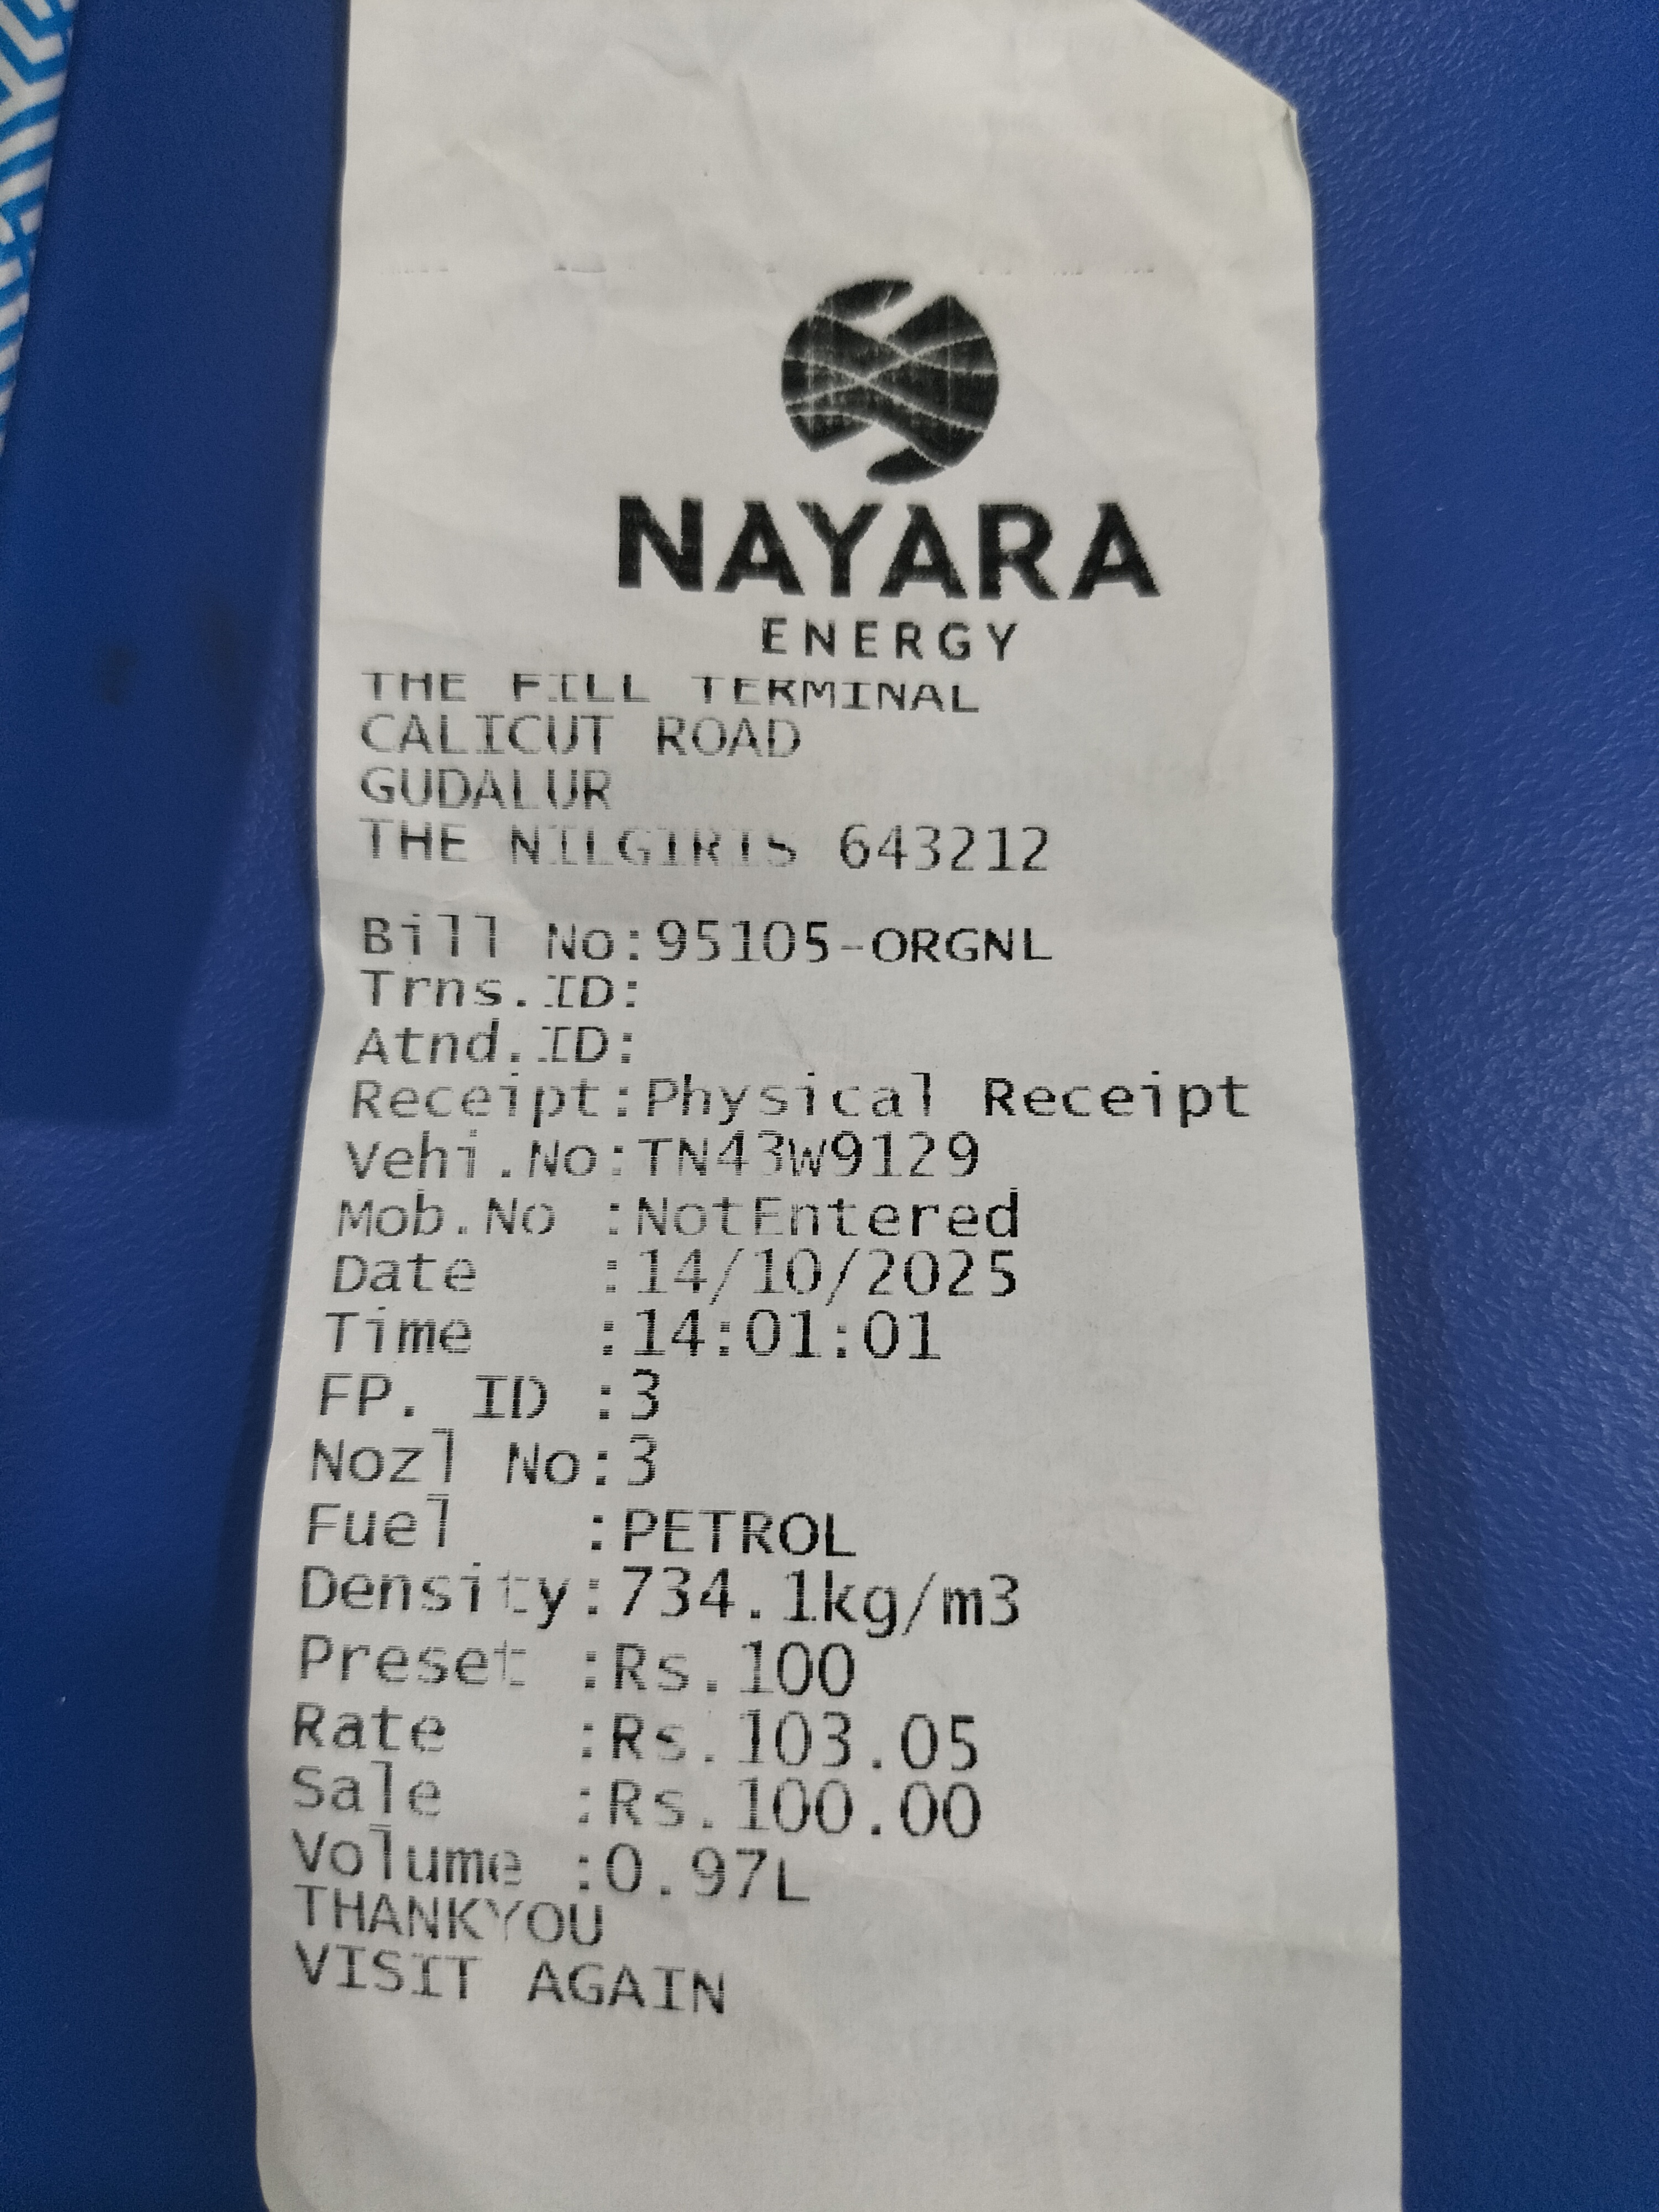 NAYARA
ENERGY
THE FILL TERMINAL
CALICUT ROAD
GUDALUR
THE NILGIRIS 643212
Bill No:95105-ORGNL
Trns.ID:
Atnd.ID:
Receipt:Physical Receipt
Vehi.No:TN43W9129
Mob.No :NotEntered
Date :14/10/2025
Time :14:01:01
FP. ID :3
Nozl No:3
Fuel :PETROL
Density:734.1kg/m3
Preset :Rs.100
Rate :Rs.103.05
Sale :Rs.100.00
Volume :0.97L
THANKYOU
VISIT AGAIN